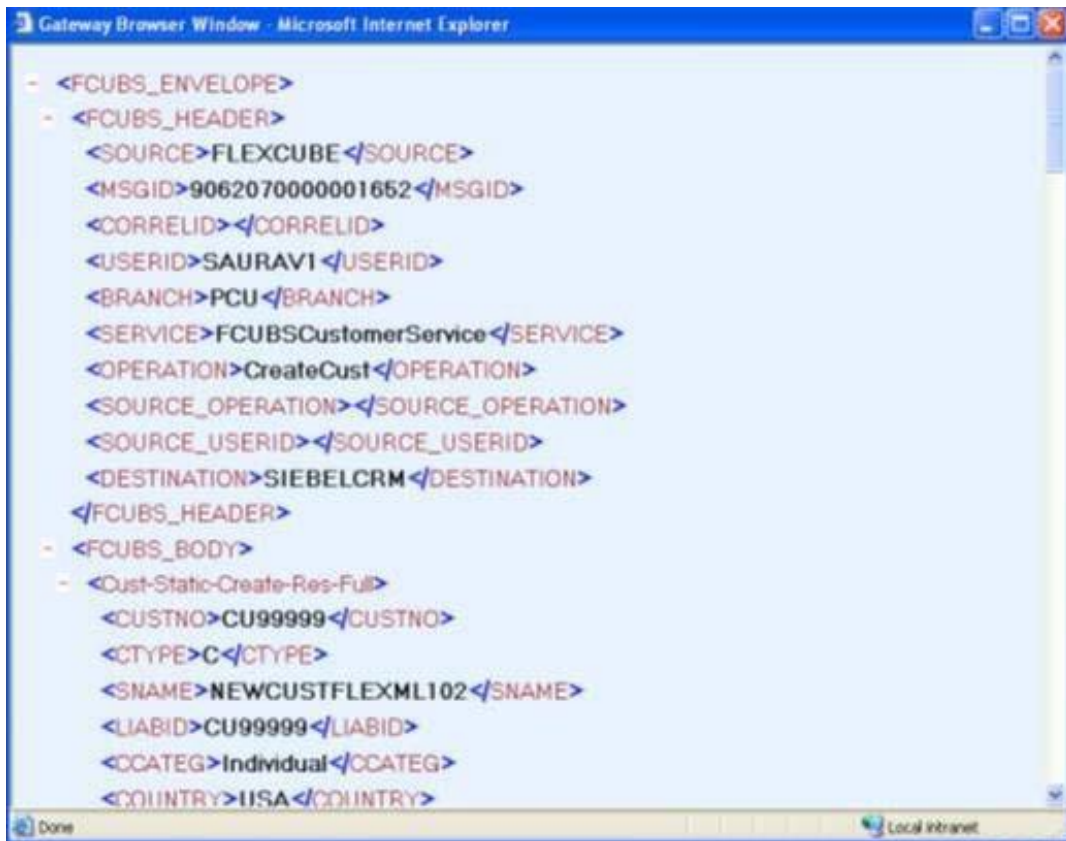 Gateway Browser Window - Microsoft Internet Explorer
- <FCUBS_ENVELOPE>
- <FCUBS_HEADER>
<SOURCE>FLEXCUBE</SOURCE>
<MSGID>9062070000001652</MSGID>
<CORRELID></CORRELID>
<USERID>SAURAV1</USERID>
<BRANCH>PCU</BRANCH>
<SERVICE>FCUBSCustomerService</SERVICE>
<OPERATION>CreateCust</OPERATION>
<SOURCE_OPERATION></SOURCE_OPERATION>
<SOURCE_USERID></SOURCE_USERID>
<DESTINATION>SIEBELCRM</DESTINATION>
</FCUBS_HEADER>
- <FCUBS_BODY>
- <Cust-Static-Create-Res-Full>
<CUSTNO>CU99999</CUSTNO>
<CTYPE>C</CTYPE>
<SNAME>NEWCUSTFLEXML102</SNAME>
<LIABID>CU99999</LIABID>
<CCATEG>Individual</CCATEG>
<COUNTRY>USA</COUNTRY>
Done Local intranet